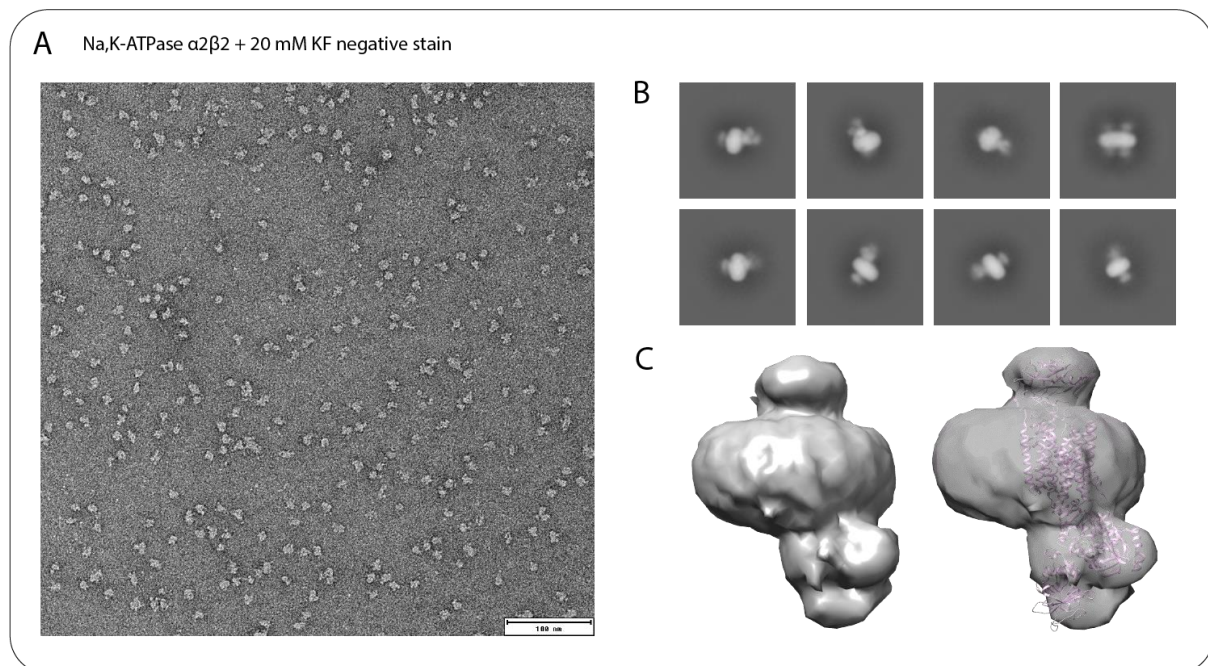 A
Na,K-ATPase α2β2 + 20 mM KF negative stain
B
C
100 nm